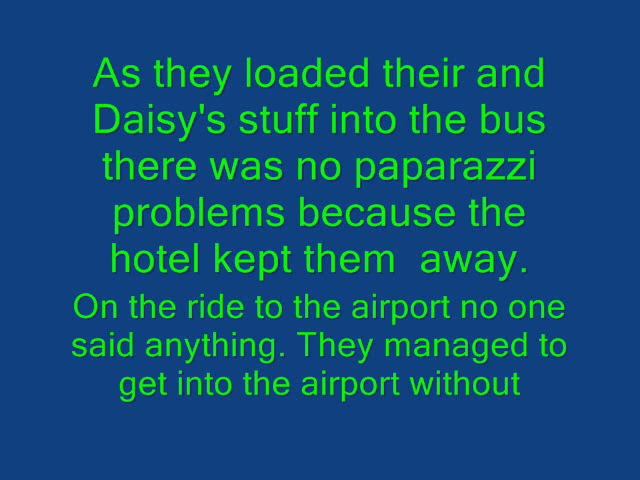 As they loaded their and
Daisy's stuff into the bus
there was no paparazzi
problems because the
hotel kept them  away.
On the ride to the airport no one
said anything. They managed to
get into the airport without